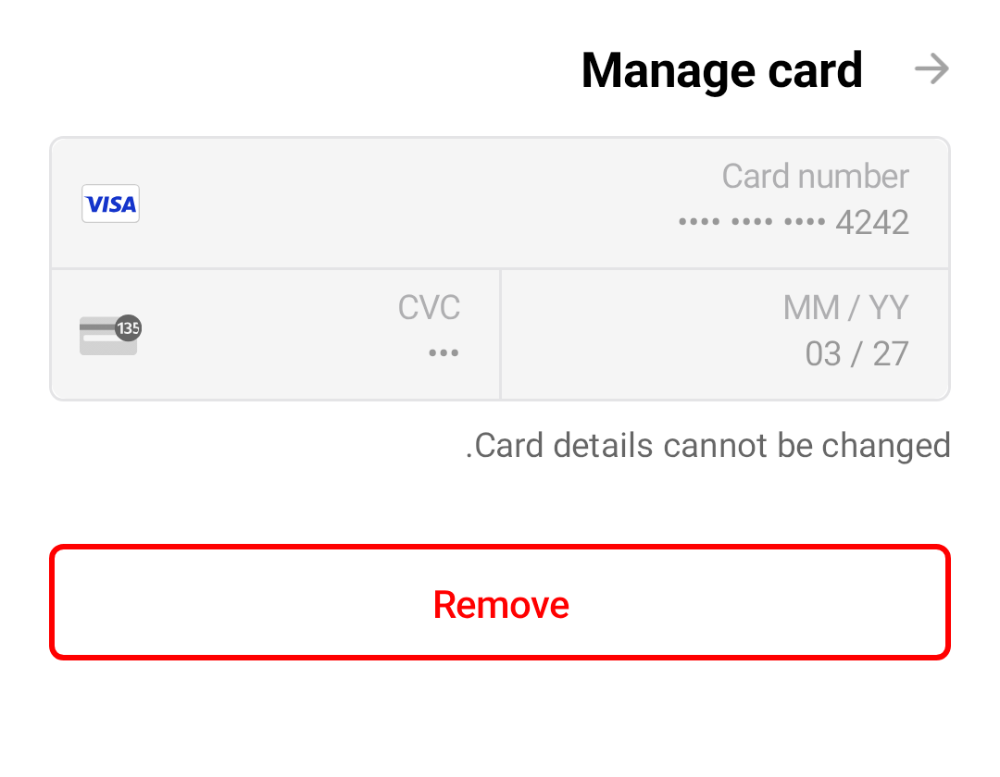 Manage card
Card number
VISA
•••• •••• •••• 4242
MM / YY
03 / 27
CVC
•••
135
.Card details cannot be changed
Remove